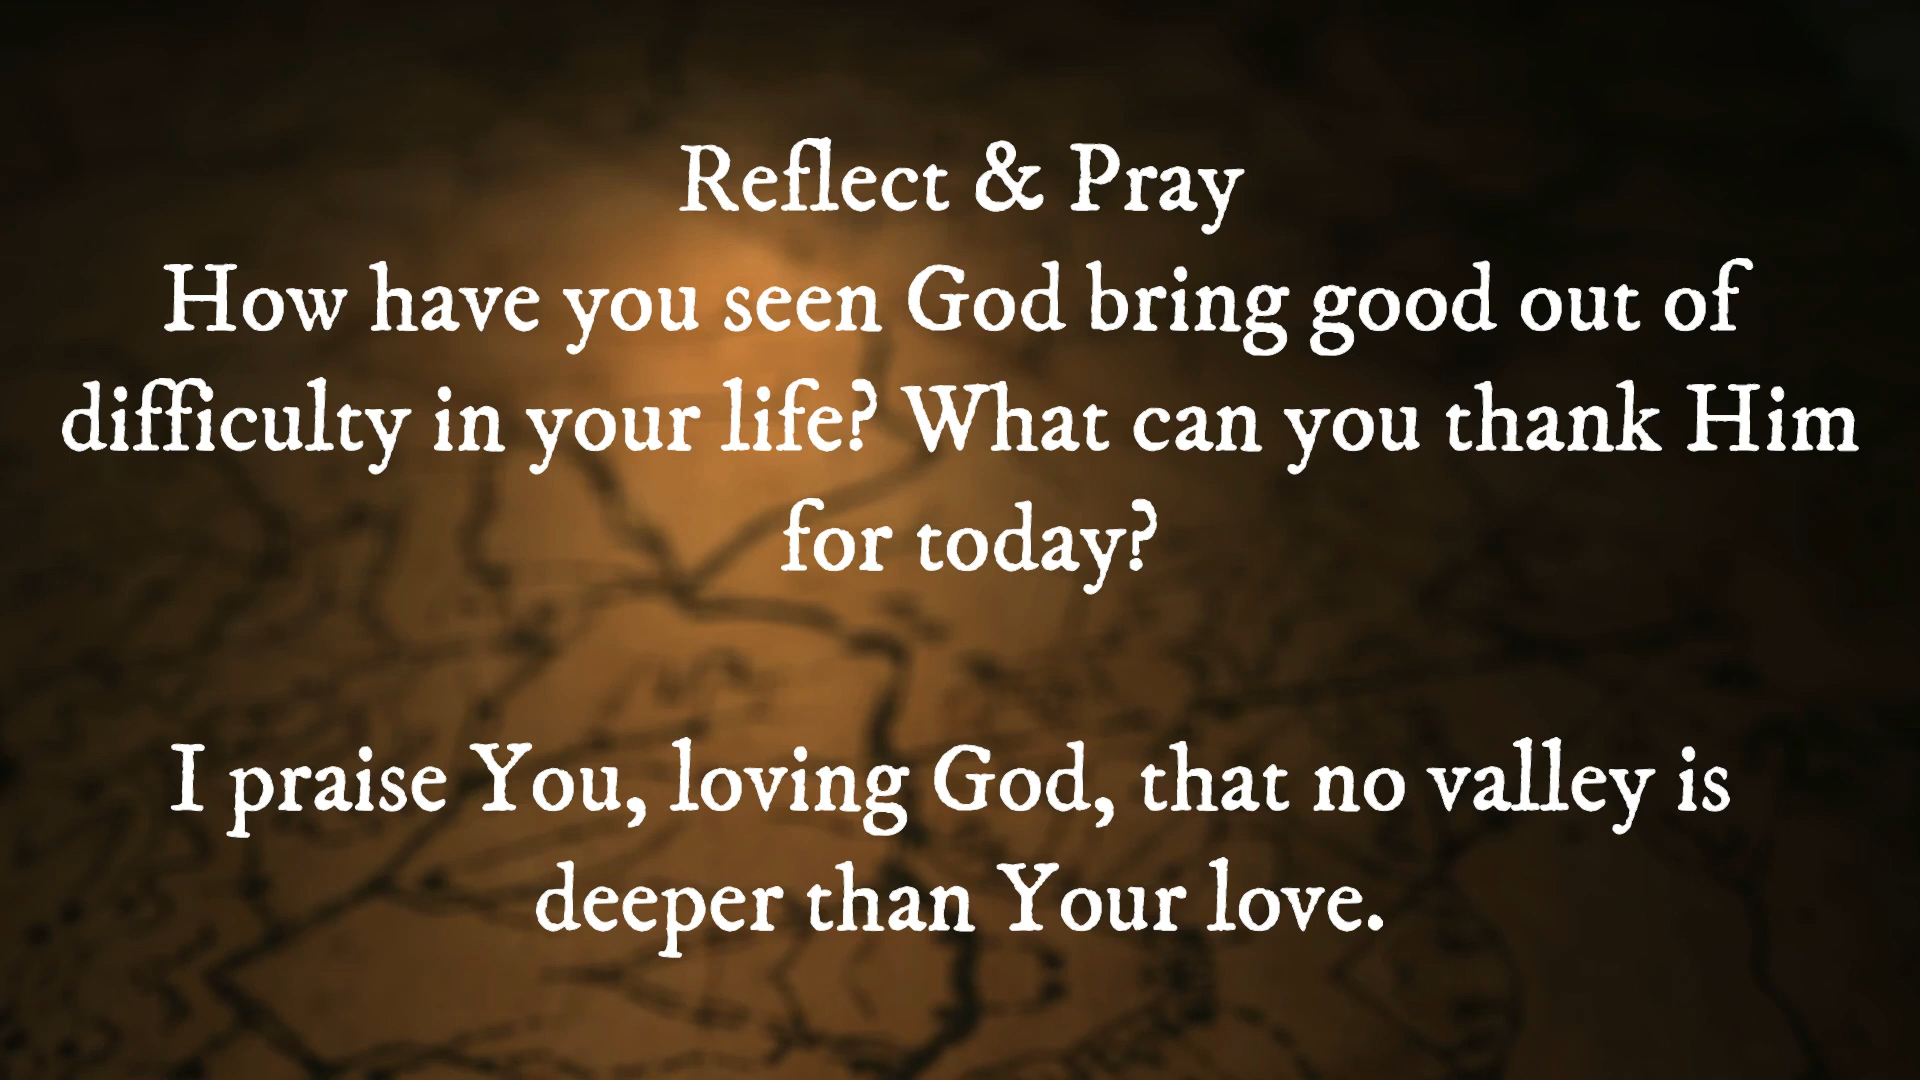 Reflect & Pray
How have you seen God bring good out of
difficulty in your life? What can you thank Him
for today?
I praise You, loving God, that no valley is
deeper than Your love.